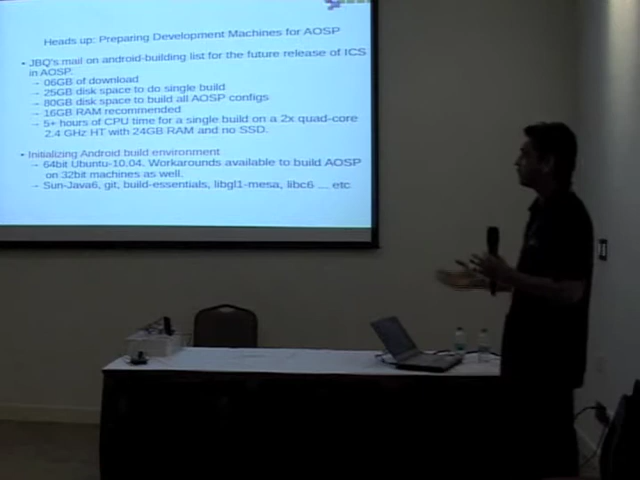 Heads up: Preparing Development Machines for AOSP
• JBQ's mail on android-building list for the future release of ICS
in AOSP.
→ 06GB of download
→ 25GB disk space to do single build
→ 80GB disk space to build all AOSP configs
→ 16GB RAM recommended
→ 5+ hours of CPU time for a single build on a 2x quad-core
2.4 GHz HT with 24GB RAM and no SSD.
• Initializing Android build environment
→ 64bit Ubuntu-10.04. Workarounds available to build AOSP
on 32bit machines as well.
→ Sun-Java6, git, build-essentials, libgl1-mesa, libc6 .... etc